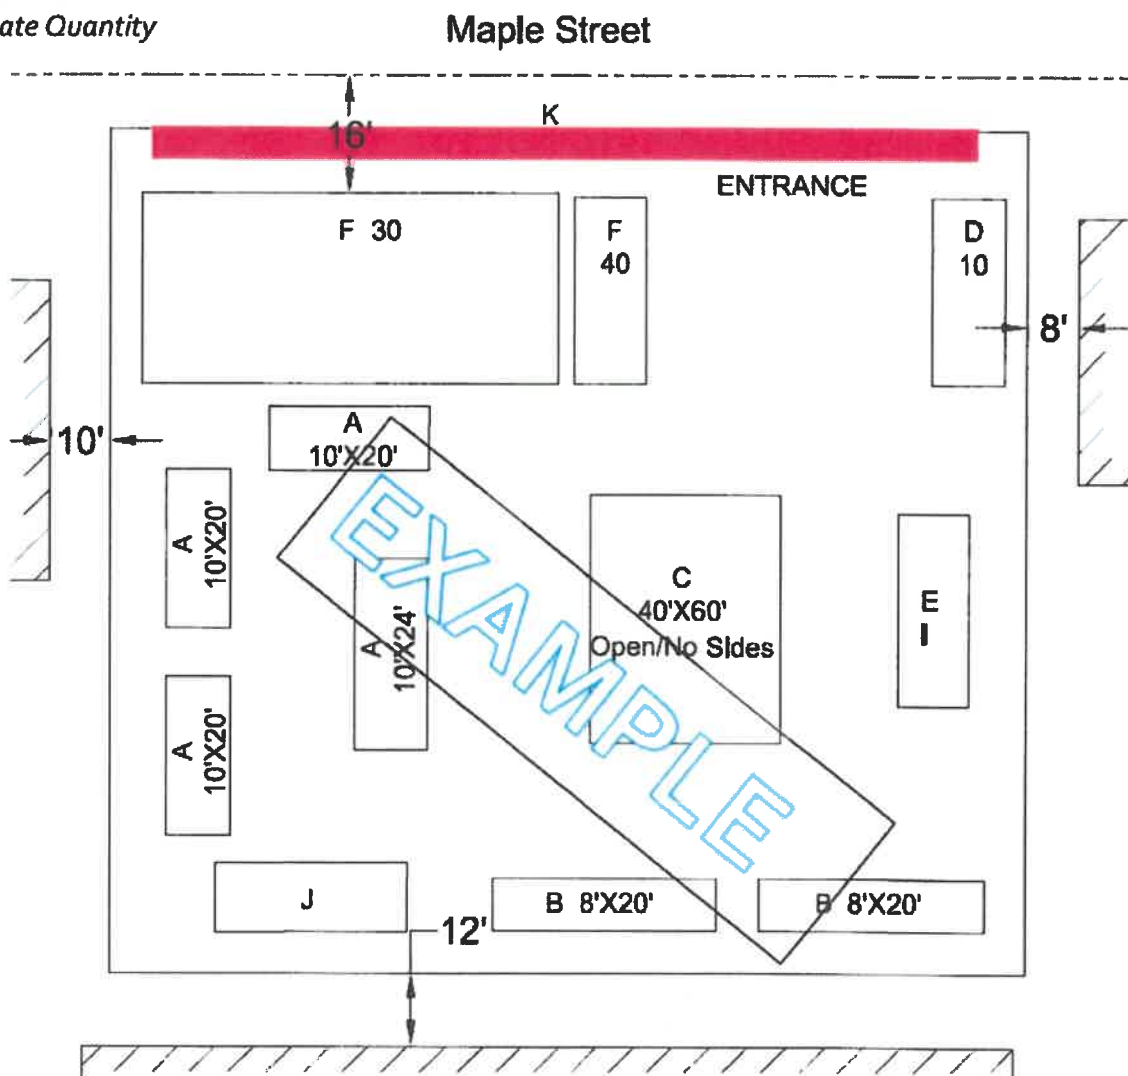 ate Quantity
Maple Street
K
16'
ENTRANCE
F 30
F
40
D
10
8'
10'
A
10'X20'
A
10'X20'
A
10'X24'
C
40'X60'
Open/No Sides
E
I
A
10'X20'
EXAMPLE
J
12'
B 8'X20'
B 8'X20'